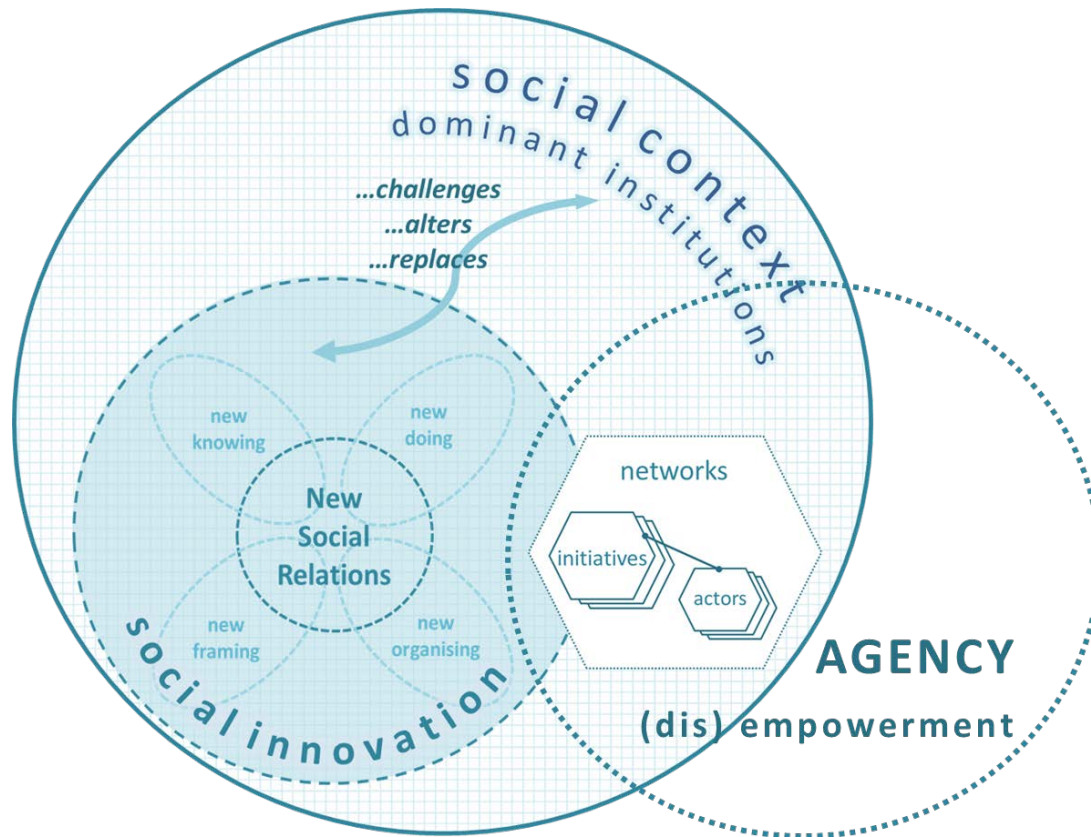 social context
dominant institutions
...challenges
...alters
...replaces
new
knowing
new
doing
New
Social
Relations
new
framing
new
organising
social innovation
networks
initiatives
actors
AGENCY
(dis) empowerment